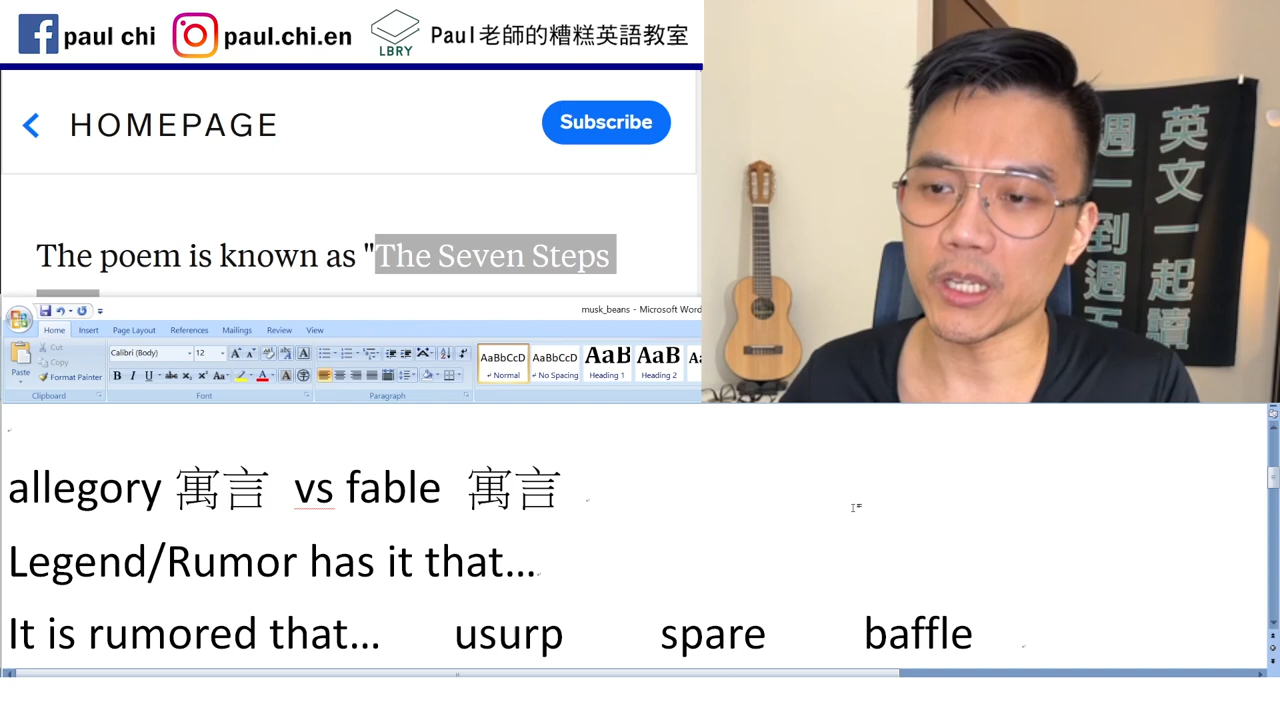 paul chi
paul.chi.en
LBRY
Paul老師的糟糕英語教室
HOMEPAGE
Subscribe
The poem is known as "The Seven Steps
musk_beans - Microsoft Word
Home Insert Page Layout References Mailings Review View
Paste
Cut
Copy
Format Painter
Clipboard
Calibri (Body) 12
Font
Paragraph
AaBbCcD AaBbCcD AaBb AaBb
Normal No Spacing Heading 1 Heading 2
英文一起讀
週一到週五
allegory 寓言 vs fable 寓言
Legend/Rumor has it that...
It is rumored that... usurp spare baffle